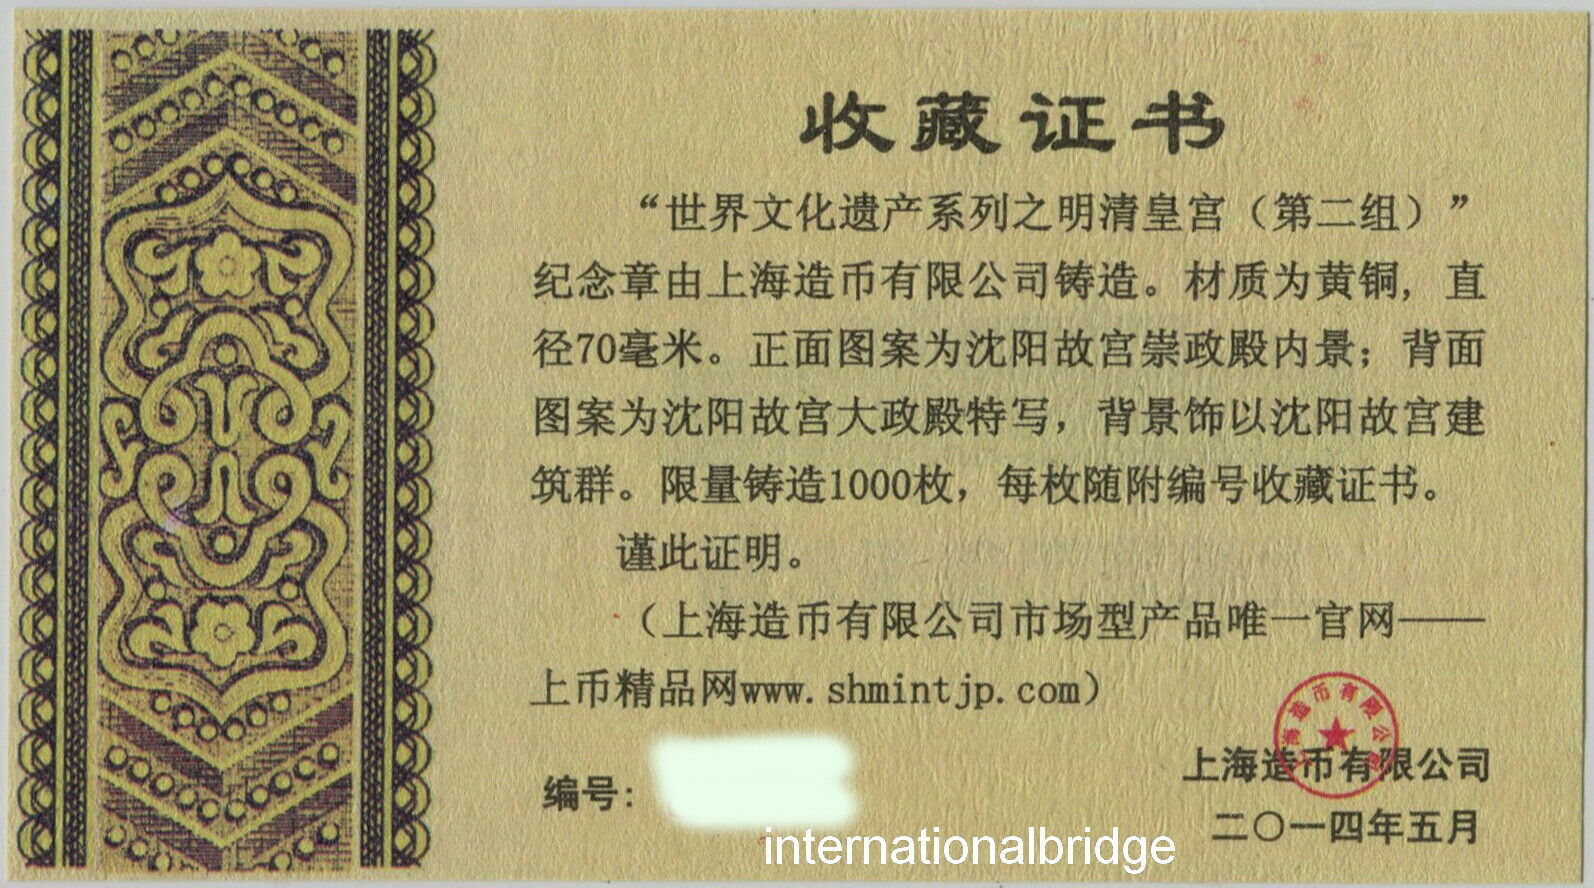 收藏证书
“世界文化遗产系列之明清皇宫（第二组）”
纪念章由上海造币有限公司铸造。材质为黄铜, 直
径70毫米。正面图案为沈阳故宫崇政殿内景；背面
图案为沈阳故宫大政殿特写，背景饰以沈阳故宫建
筑群。限量铸造1000枚，每枚随附编号收藏证书。
谨此证明。
（上海造币有限公司市场型产品唯一官网——
上币精品网www.shmintjp.com）
上海造币有限公司
编号:
上海造币有限公司
二〇一四年五月
internationalbridge